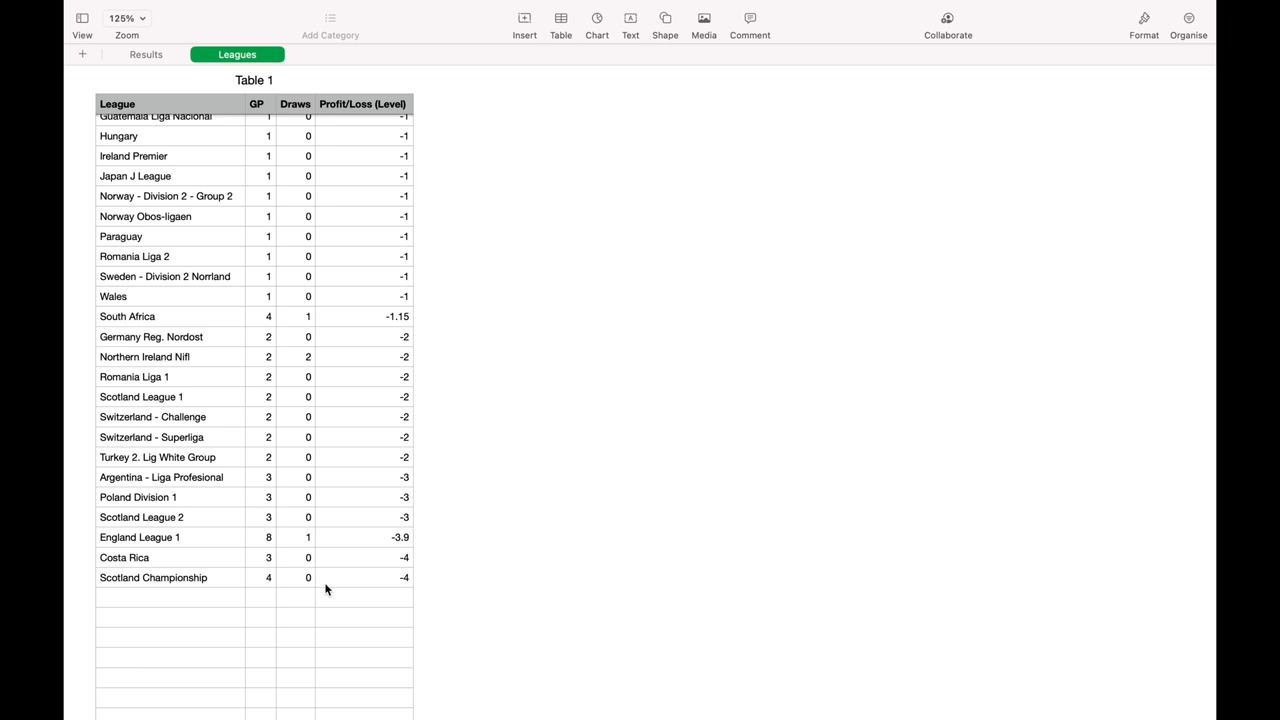 125%
View Zoom Add Category Insert Table Chart Text Shape Media Comment Collaborate Format Organise
+ Results Leagues
Table 1
League GP Draws Profit/Loss (Level)
Guatemala Liga Nacional 1 0 -1
Hungary 1 0 -1
Ireland Premier 1 0 -1
Japan J League 1 0 -1
Norway - Division 2 - Group 2 1 0 -1
Norway Obos-ligaen 1 0 -1
Paraguay 1 0 -1
Romania Liga 2 1 0 -1
Sweden - Division 2 Norrland 1 0 -1
Wales 1 0 -1
South Africa 4 1 -1.15
Germany Reg. Nordost 2 0 -2
Northern Ireland Nifl 2 2 -2
Romania Liga 1 2 0 -2
Scotland League 1 2 0 -2
Switzerland - Challenge 2 0 -2
Switzerland - Superliga 2 0 -2
Turkey 2. Lig White Group 2 0 -2
Argentina - Liga Profesional 3 0 -3
Poland Division 1 3 0 -3
Scotland League 2 3 0 -3
England League 1 8 1 -3.9
Costa Rica 3 0 -4
Scotland Championship 4 0 -4